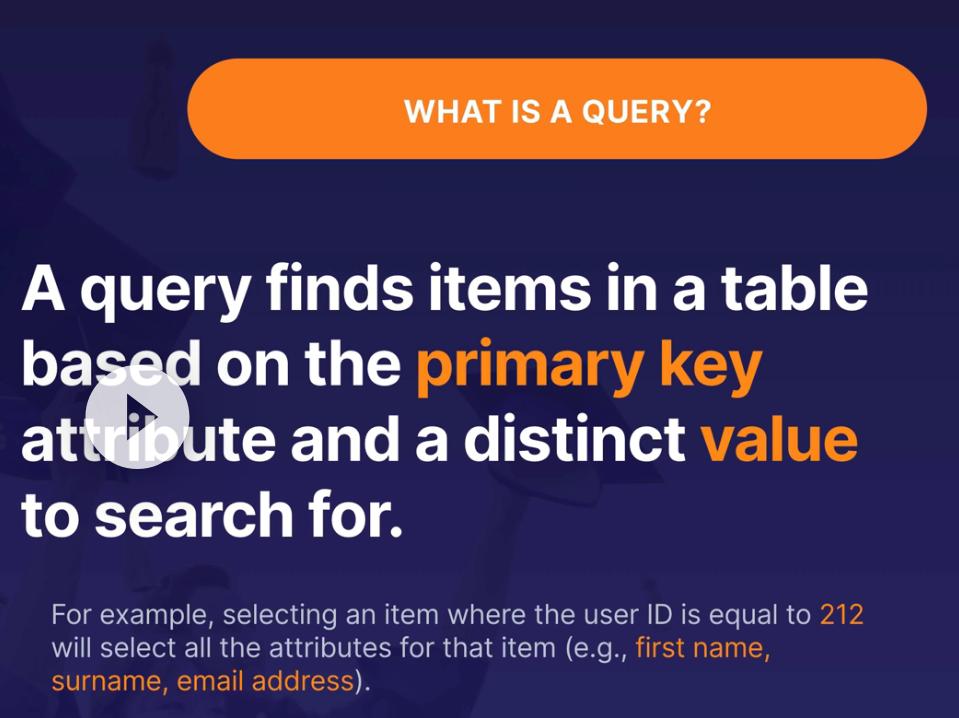 WHAT IS A QUERY?
A query finds items in a table
based on the primary key
attribute and a distinct value
to search for.
For example, selecting an item where the user ID is equal to 212
will select all the attributes for that item (e.g., first name,
surname, email address).